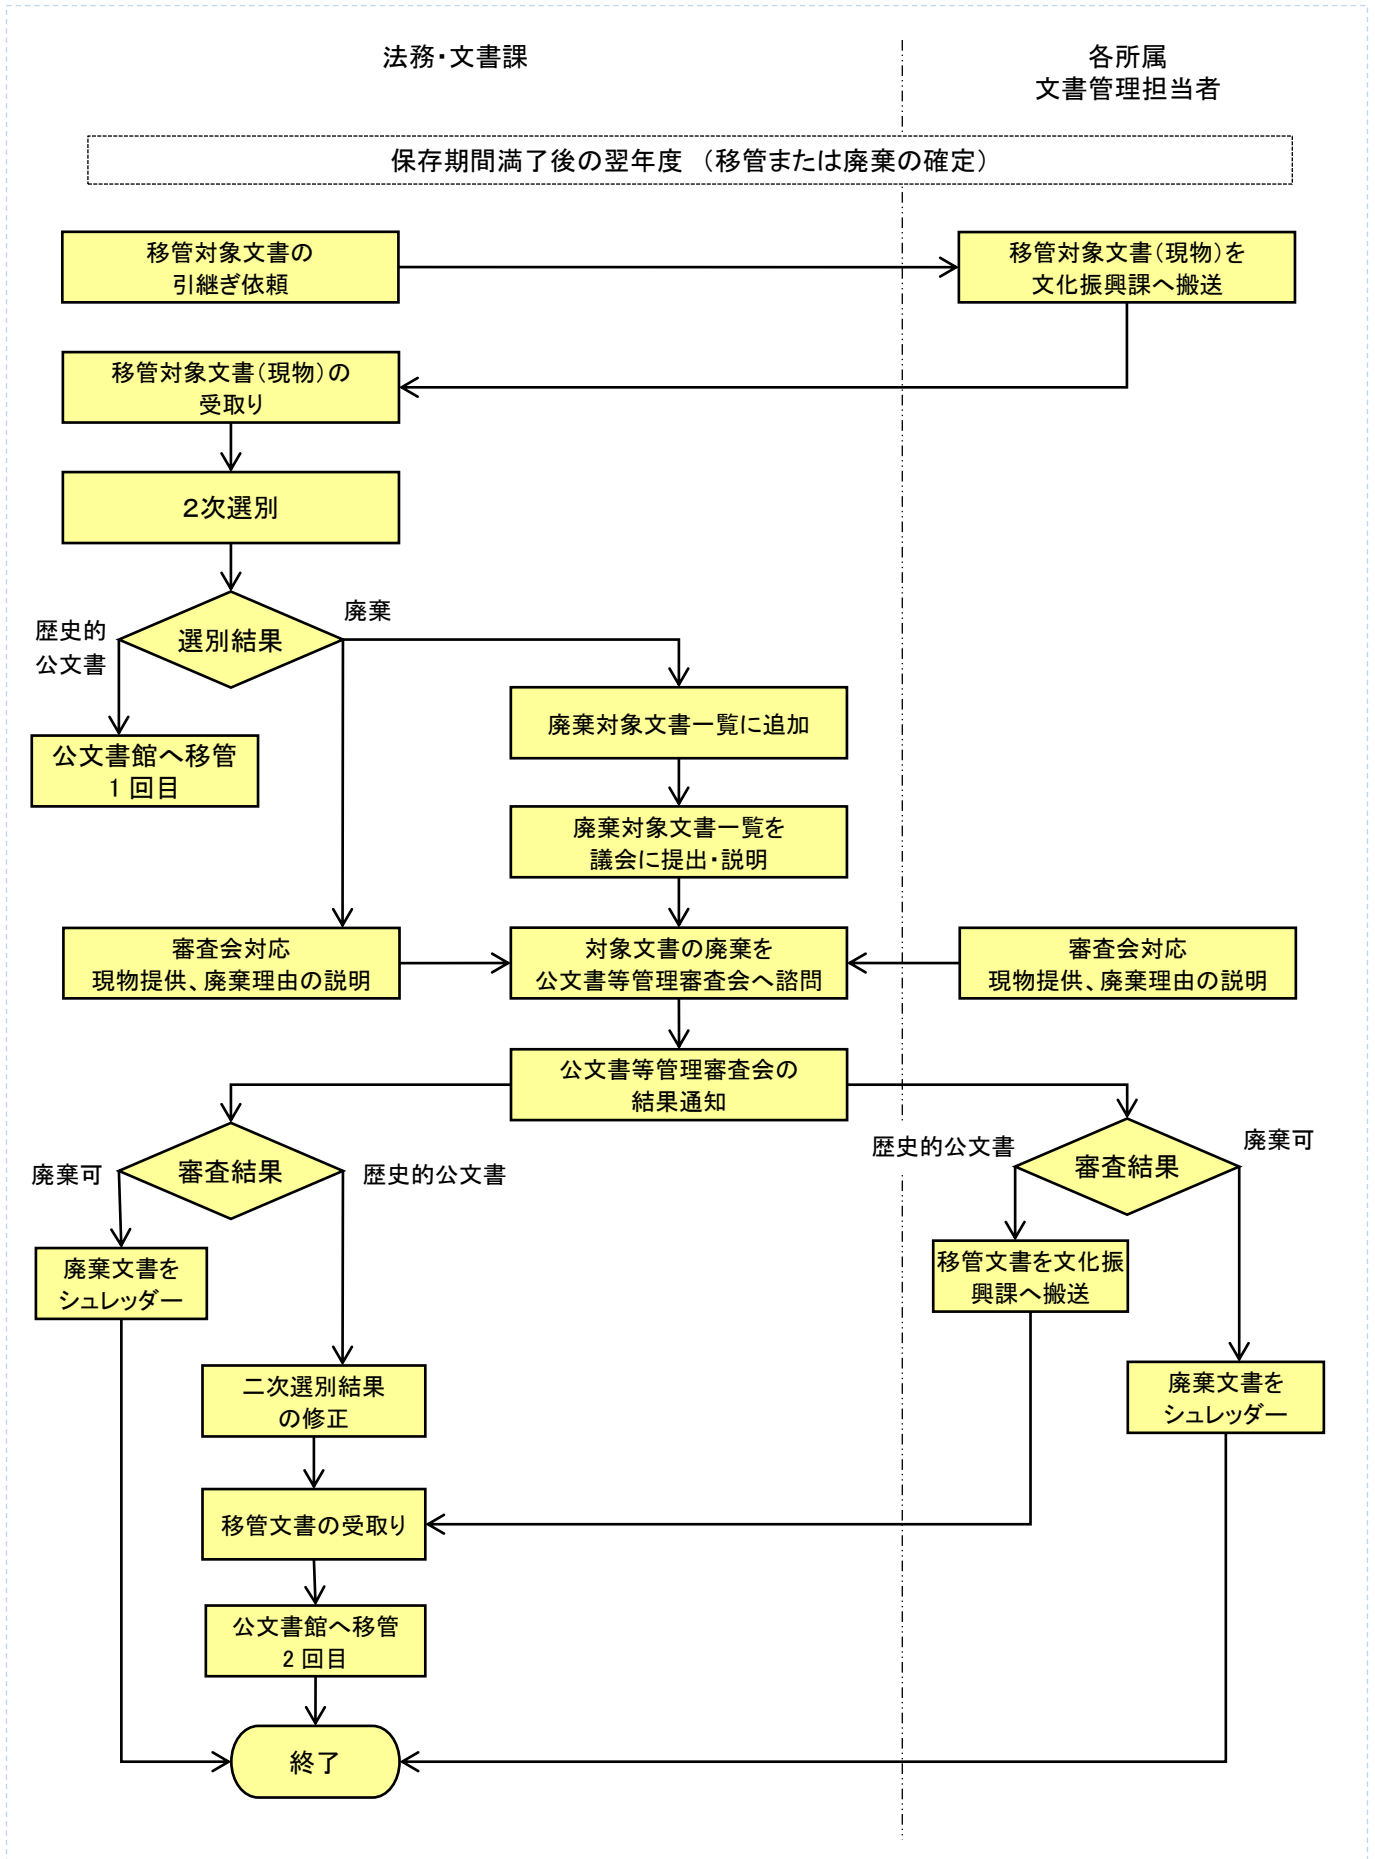 法務・文書課
各所属
文書管理担当者
保存期間満了後の翌年度 （移管または廃棄の確定）
移管対象文書の
引継ぎ依頼
移管対象文書（現物）を
文化振興課へ搬送
移管対象文書（現物）の
受取り
２次選別
選別結果
歴史的
公文書
廃棄
公文書館へ移管
１回目
廃棄対象文書一覧に追加
廃棄対象文書一覧を
議会に提出・説明
審査会対応
現物提供、廃棄理由の説明
対象文書の廃棄を
公文書等管理審査会へ諮問
審査会対応
現物提供、廃棄理由の説明
公文書等管理審査会の
結果通知
廃棄可
審査結果
歴史的公文書
歴史的公文書
審査結果
廃棄可
廃棄文書を
シュレッダー
移管文書を文化振
興課へ搬送
二次選別結果
の修正
廃棄文書を
シュレッダー
移管文書の受取り
公文書館へ移管
２回目
終了